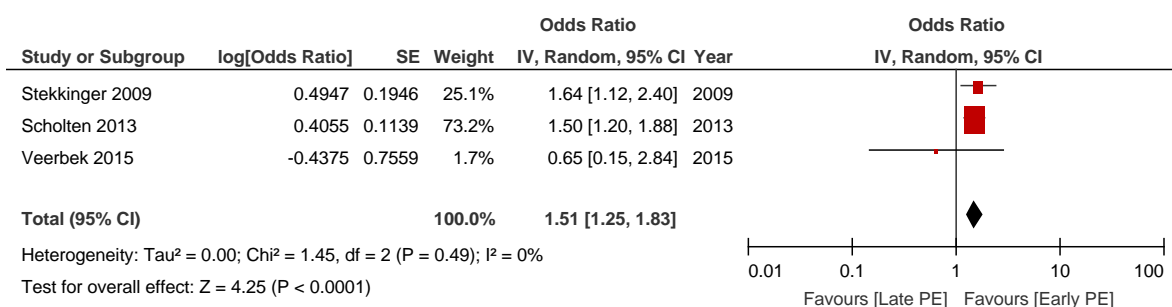 Odds Ratio Odds Ratio
Study or Subgroup log[Odds Ratio] SE Weight IV, Random, 95% CI Year IV, Random, 95% CI
Stekkinger 2009 0.4947 0.1946 25.1% 1.64 [1.12, 2.40] 2009
Scholten 2013 0.4055 0.1139 73.2% 1.50 [1.20, 1.88] 2013
Veerbek 2015 -0.4375 0.7559 1.7% 0.65 [0.15, 2.84] 2015
Total (95% CI) 100.0% 1.51 [1.25, 1.83]
Heterogeneity: Tau² = 0.00; Chi² = 1.45, df = 2 (P = 0.49); I² = 0%
Test for overall effect: Z = 4.25 (P < 0.0001)
0.01 0.1 1 10 100
Favours [Late PE] Favours [Early PE]